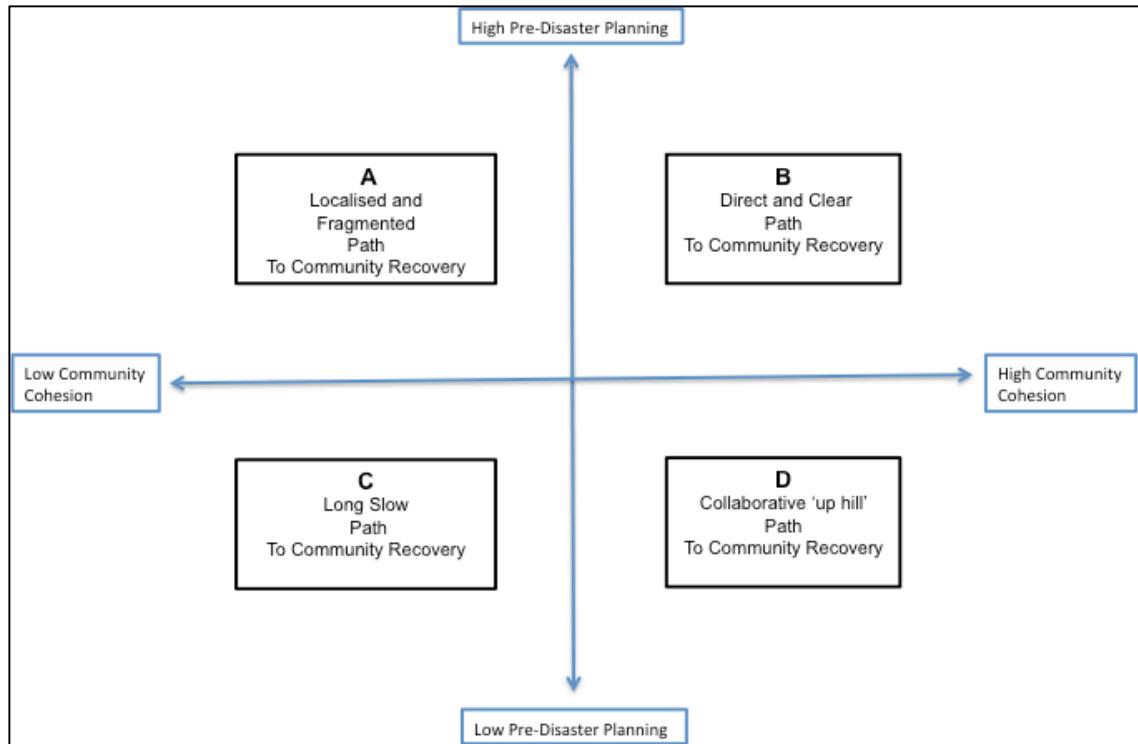 High Pre-Disaster Planning
A
Localised and
Fragmented
Path
To Community Recovery
B
Direct and Clear
Path
To Community Recovery
Low Community
Cohesion
High Community
Cohesion
C
Long Slow
Path
To Community Recovery
D
Collaborative ‘up hill’
Path
To Community Recovery
Low Pre-Disaster Planning